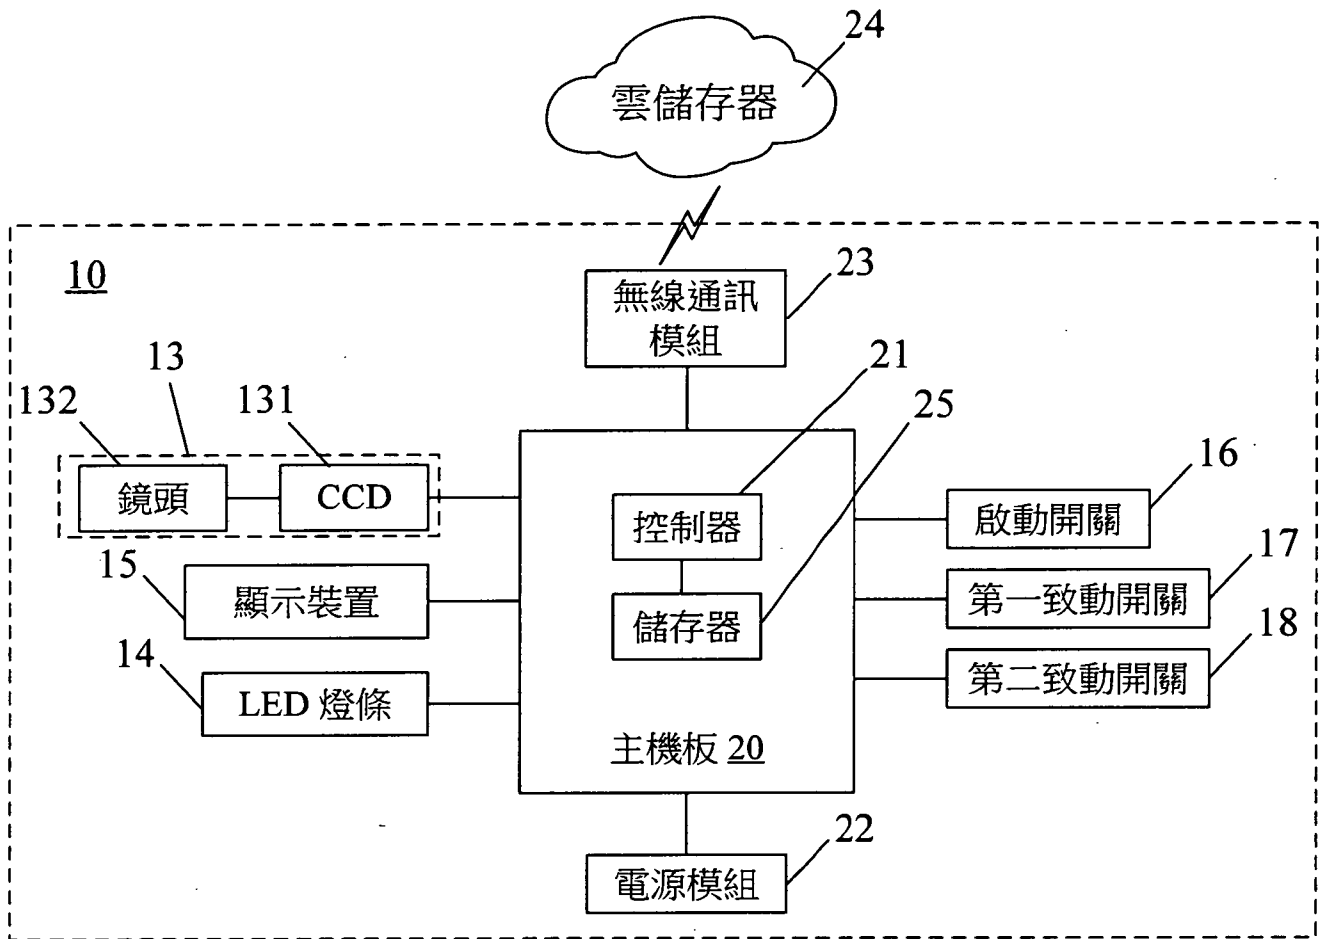 24
雲儲存器
10
23
無線通訊
模組
13
21
132
131
25
鏡頭
CCD
16
控制器
啟動開關
15
17
顯示裝置
第一致動開關
儲存器
14
18
LED 燈條
第二致動開關
主機板 20
22
電源模組